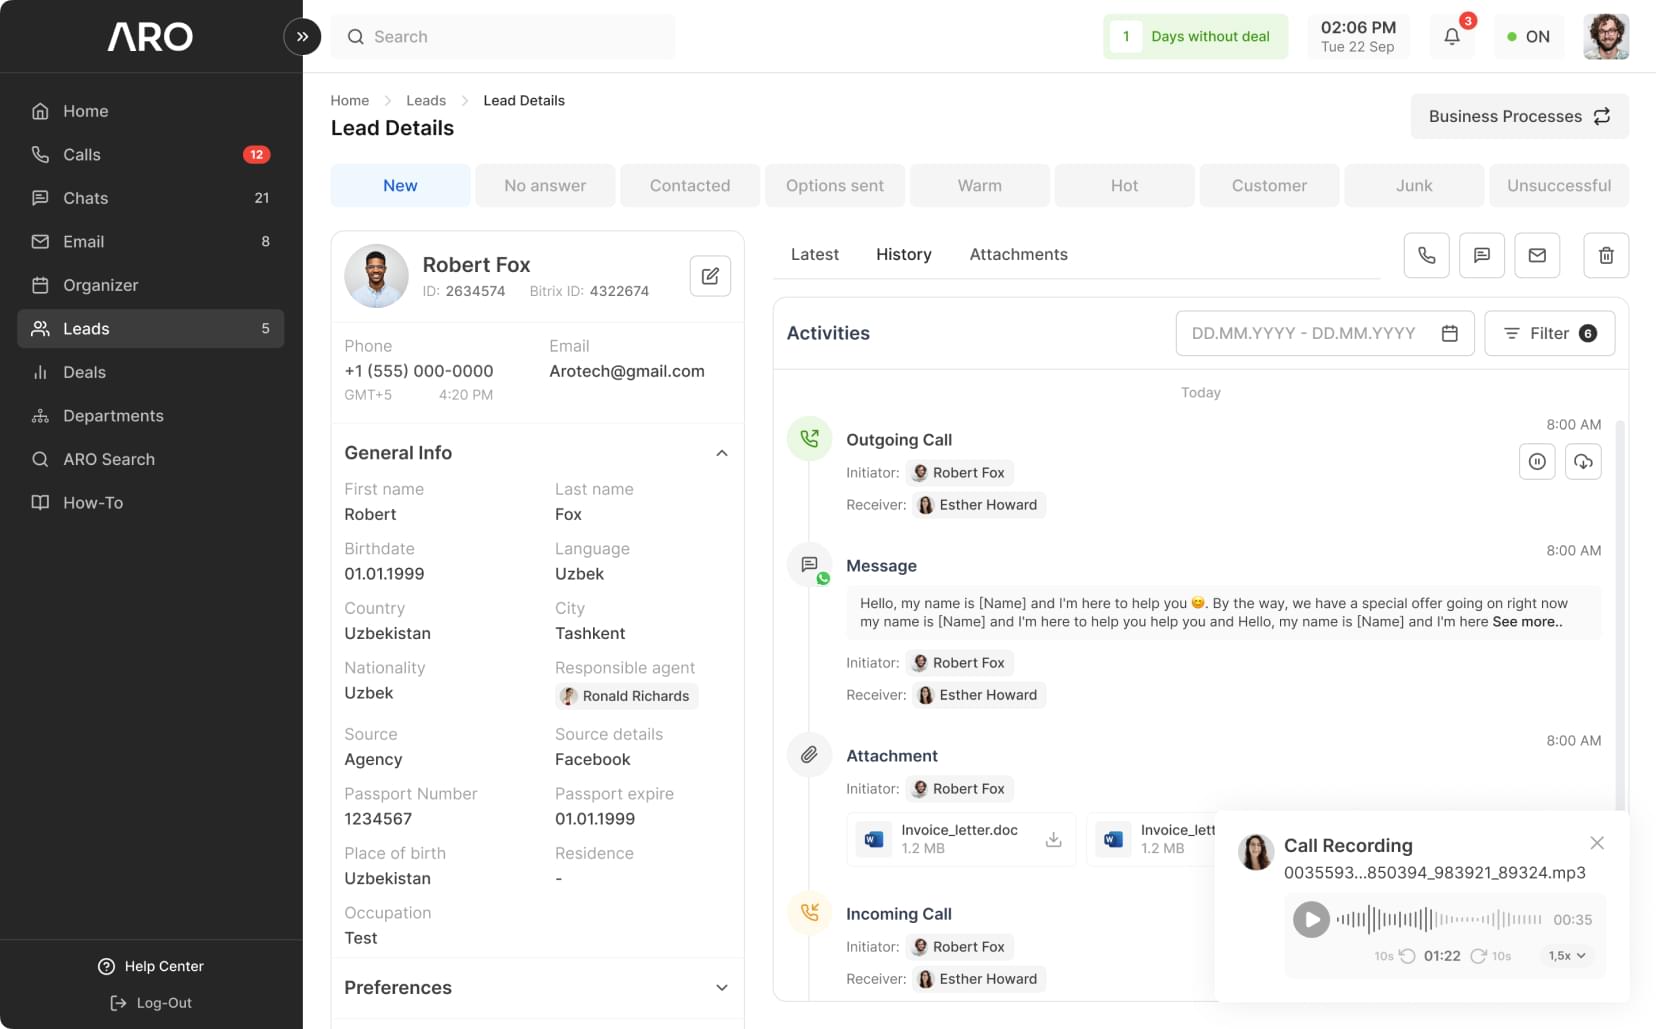 ARO
Home
Calls
12
Chats
21
Email
8
Organizer
Leads
5
Deals
Departments
ARO Search
How-To
Help Center
Log-Out
Search
1 Days without deal
02:06 PM
Tue 22 Sep
3
ON
Home
Leads
Lead Details
Lead Details
Business Processes
New
No answer
Contacted
Options sent
Warm
Hot
Customer
Junk
Unsuccessful
Robert Fox
ID: 2634574 Bitrix ID: 4322674
Phone
+1 (555) 000-0000
GMT+5 4:20 PM
Email
Arotech@gmail.com
General Info
First name
Robert
Last name
Fox
Birthdate
01.01.1999
Language
Uzbek
Country
Uzbekistan
City
Tashkent
Nationality
Uzbek
Responsible agent
Ronald Richards
Source
Agency
Source details
Facebook
Passport Number
1234567
Passport expire
01.01.1999
Place of birth
Uzbekistan
Residence
-
Occupation
Test
Preferences
Latest
History
Attachments
Activities
DD.MM.YYYY - DD.MM.YYYY
Filter 6
Today
8:00 AM
Outgoing Call
Initiator: Robert Fox
Receiver: Esther Howard
8:00 AM
Message
Hello, my name is [Name] and I'm here to help you 😊. By the way, we have a special offer going on right now
my name is [Name] and I'm here to help you help you and Hello, my name is [Name] and I'm here See more..
Initiator: Robert Fox
Receiver: Esther Howard
8:00 AM
Attachment
Initiator: Robert Fox
W
Invoice_letter.doc
1.2 MB
W
Invoice_lett
1.2 MB
Incoming Call
Initiator: Robert Fox
Receiver: Esther Howard
Call Recording
0035593...850394_983921_89324.mp3
00:35
10s 01:22 10s
1,5x